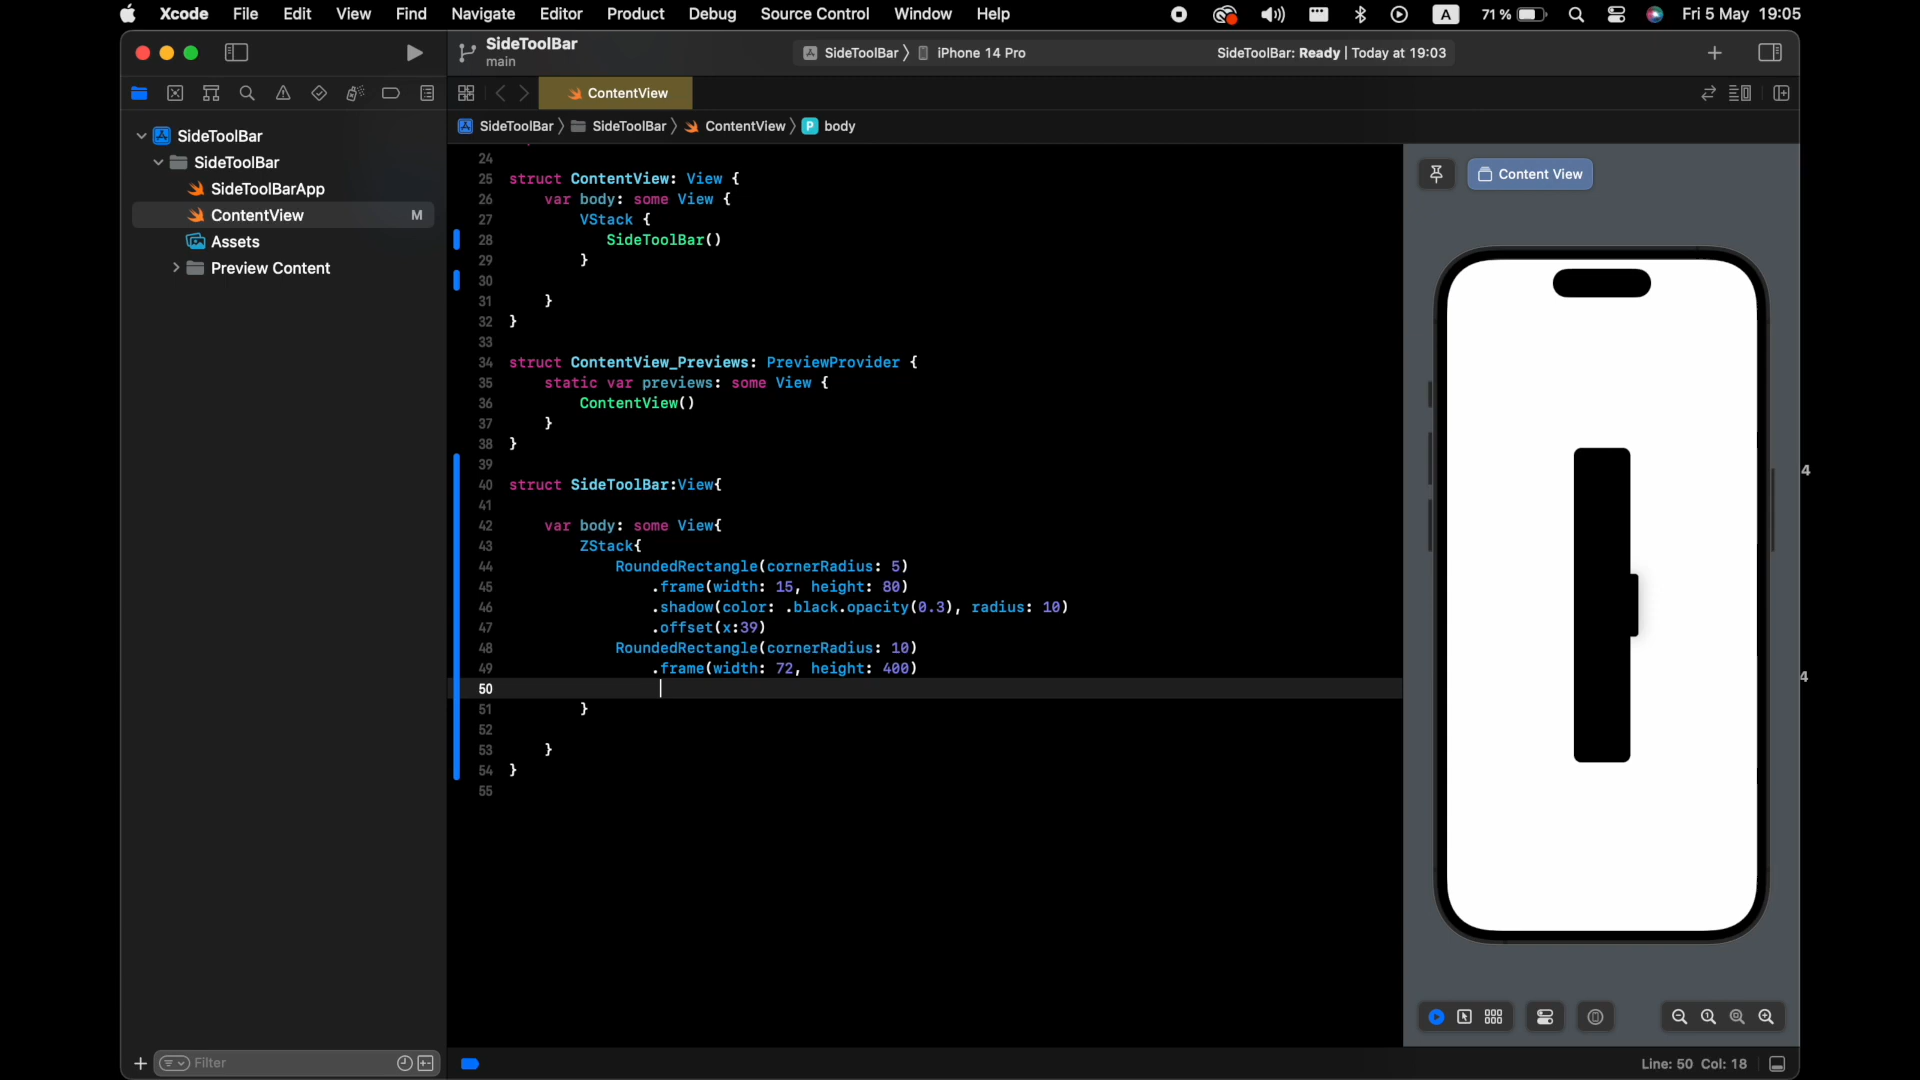 Xcode File Edit View Find Navigate Editor Product Debug Source Control Window Help A 71% Fri 5 May 19:05
SideToolBar
main
SideToolBar iPhone 14 Pro
SideToolBar: Ready | Today at 19:03
ContentView
SideToolBar SideToolBar ContentView P body
SideToolBar
SideToolBar
SideToolBarApp
ContentView M
Assets
Preview Content
24
25 struct ContentView: View {
26 var body: some View {
27 VStack {
28 SideToolBar()
29 }
30
31 }
32 }
33
34 struct ContentView_Previews: PreviewProvider {
35 static var previews: some View {
36 ContentView()
37 }
38 }
39
40 struct SideToolBar:View{
41
42 var body: some View{
43 ZStack{
44 RoundedRectangle(cornerRadius: 5)
45 .frame(width: 15, height: 80)
46 .shadow(color: .black.opacity(0.3), radius: 10)
47 .offset(x:39)
48 RoundedRectangle(cornerRadius: 10)
49 .frame(width: 72, height: 400)
50
51 }
52
53 }
54 }
55
Content View
4
4
Filter
Line: 50 Col: 18